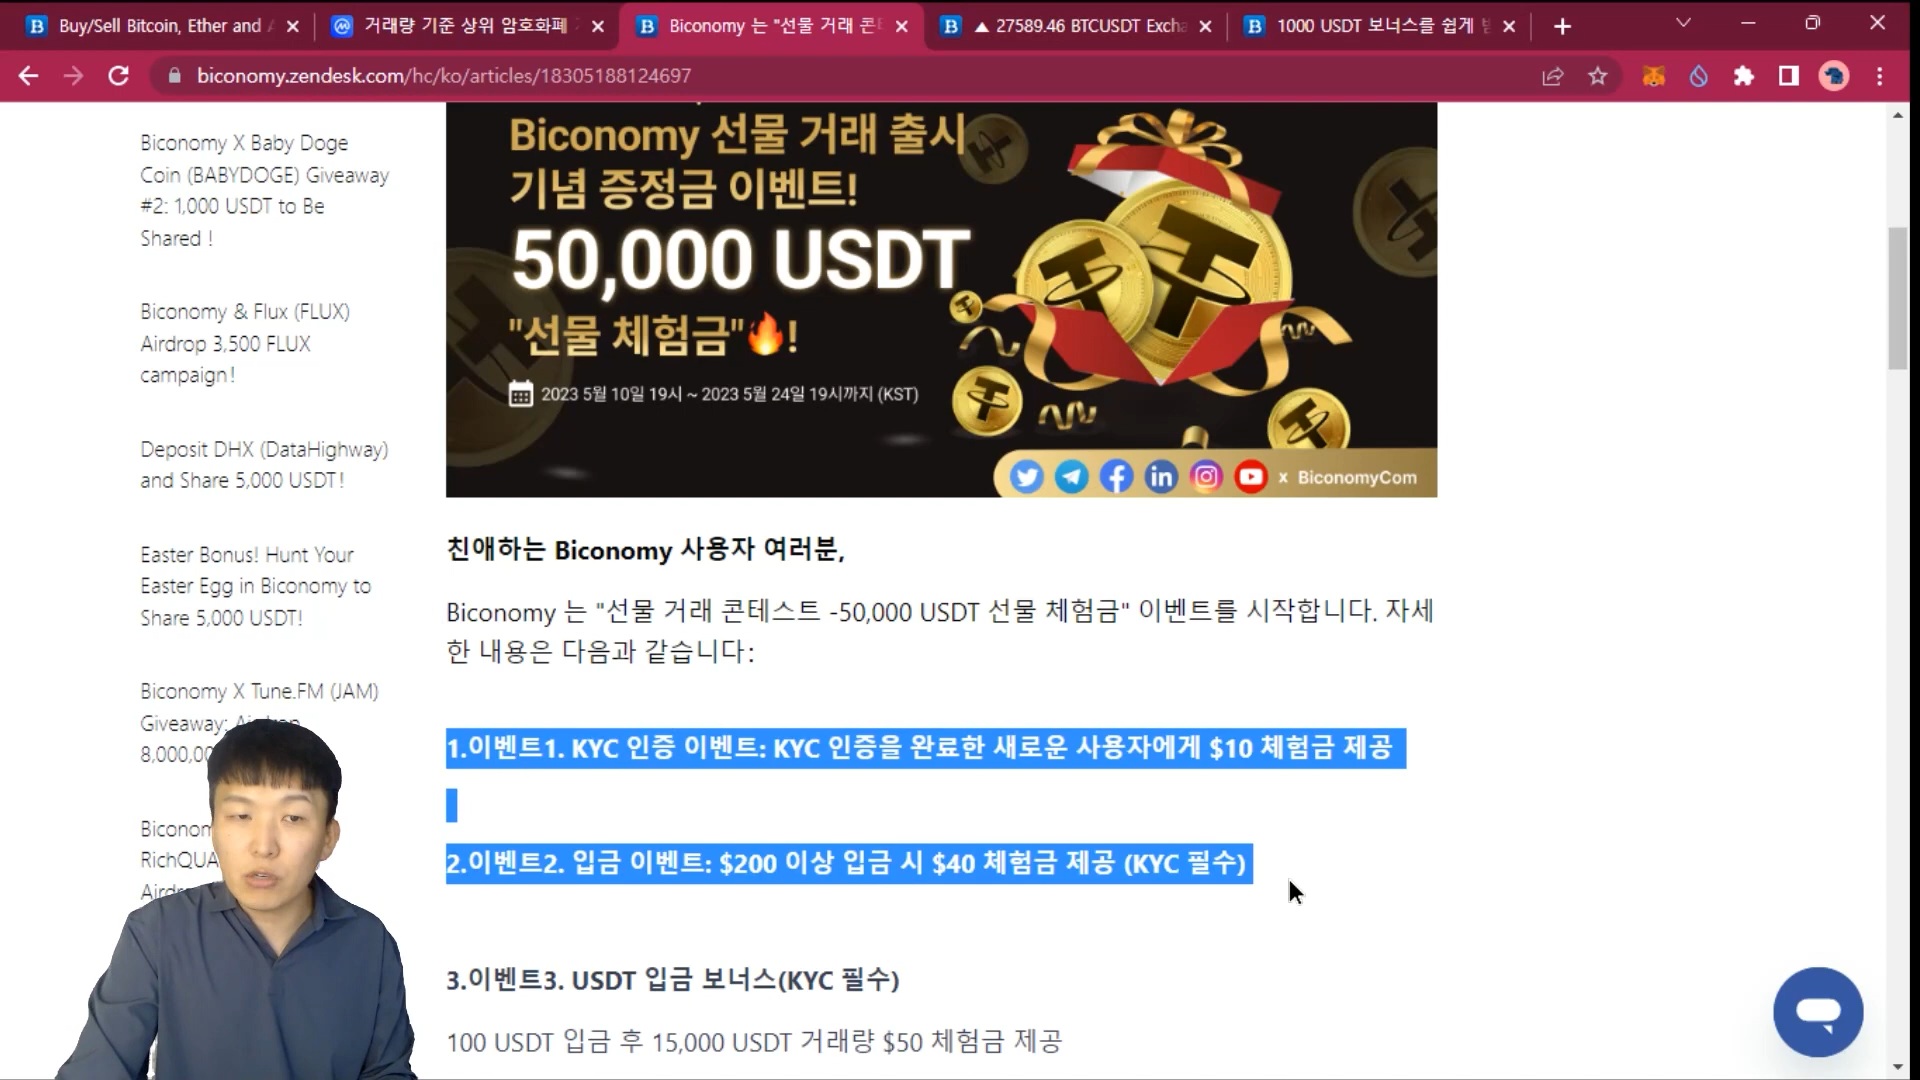 Buy/Sell Bitcoin, Ether and
거래량 기준 상위 암호화폐
Biconomy 는 "선물 거래 콘
▲ 27589.46 BTCUSDT Excha
1000 USDT 보너스를 쉽게
biconomy.zendesk.com/hc/ko/articles/18305188124697
Biconomy X Baby Doge
Coin (BABYDOGE) Giveaway
#2: 1,000 USDT to Be
Shared !
Biconomy & Flux (FLUX)
Airdrop 3,500 FLUX
campaign!
Deposit DHX (DataHighway)
and Share 5,000 USDT!
Easter Bonus! Hunt Your
Easter Egg in Biconomy to
Share 5,000 USDT!
Biconomy X Tune.FM (JAM)
Giveaway: Airdrop
8,000,00
Biconom
RichQUA
Airdr
Biconomy 선물 거래 출시
기념 증정금 이벤트!
50,000 USDT
"선물 체험금"🔥!
2023 5월 10일 19시 ~ 2023 5월 24일 19시까지 (KST)
x BiconomyCom
친애하는 Biconomy 사용자 여러분,
Biconomy 는 "선물 거래 콘테스트 -50,000 USDT 선물 체험금" 이벤트를 시작합니다. 자세
한 내용은 다음과 같습니다:
1.이벤트1. KYC 인증 이벤트: KYC 인증을 완료한 새로운 사용자에게 $10 체험금 제공
2.이벤트2. 입금 이벤트: $200 이상 입금 시 $40 체험금 제공 (KYC 필수)
3.이벤트3. USDT 입금 보너스(KYC 필수)
100 USDT 입금 후 15,000 USDT 거래량 $50 체험금 제공